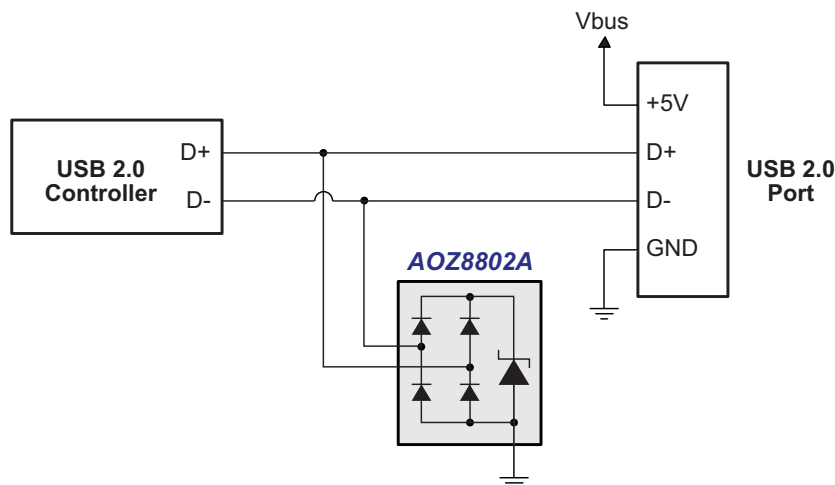 Vbus
+5V
D+
D-
GND
USB 2.0
Port
USB 2.0
Controller
D+
D-
AOZ8802A